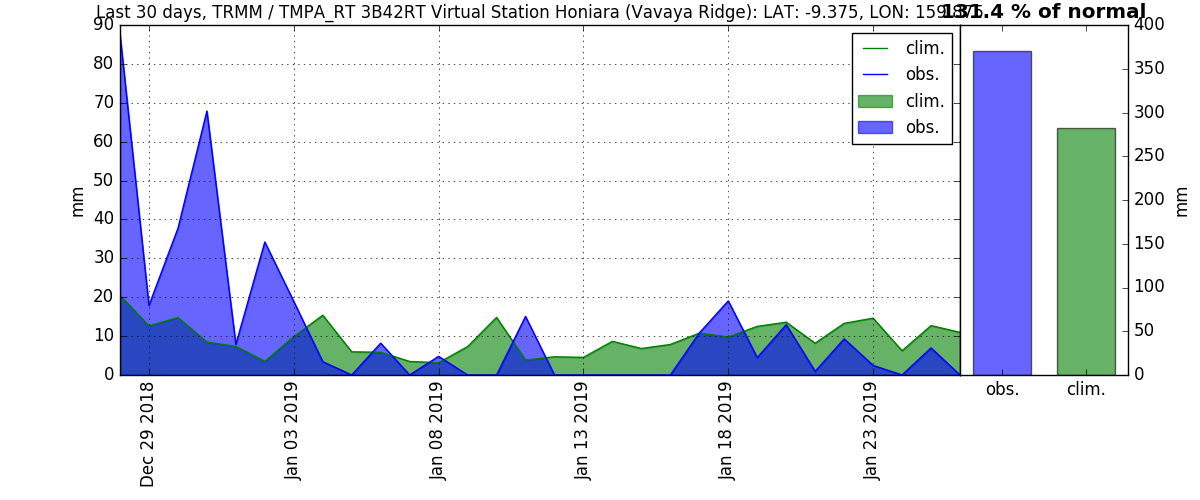 Last 30 days, TRMM / TMPA_RT 3B42RT Virtual Station Honiara (Vavaya Ridge): LAT: -9.375, LON:
131.4 % of normal
90
80
70
60
50
40
30
20
10
0
mm
clim.
obs.
clim.
obs.
Dec 29 2018
Jan 03 2019
Jan 08 2019
Jan 13 2019
Jan 18 2019
Jan 23 2019
400
350
300
250
200
150
100
50
0
mm
obs.
clim.